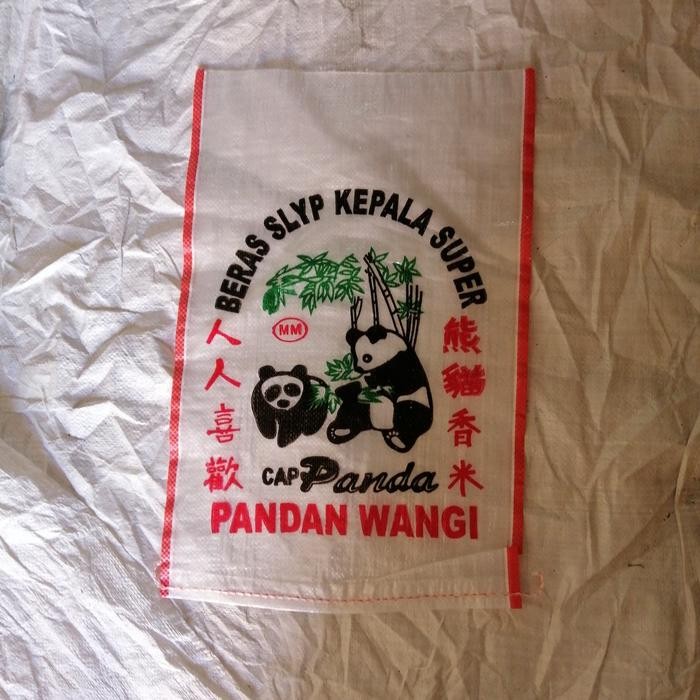 BERAS SLYP KEPALA SUPER
MM
人人喜歡
熊貓香米
CAP Panda
PANDAN WANGI